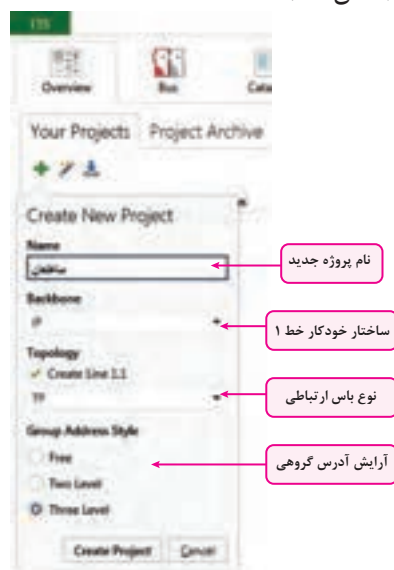 ETS
Overview
Bus
Your Projects
Project Archive
Create New Project
Name
ساختمان
نام پروژه جدید
Backbone
IP
ساختار خودکار خط ۱
Topology
Create Line 1.1
TP
نوع باس ارتباطی
Group Address Style
Free
آرایش آدرس گروهی
Two Level
Three Level
Create Project
Cancel